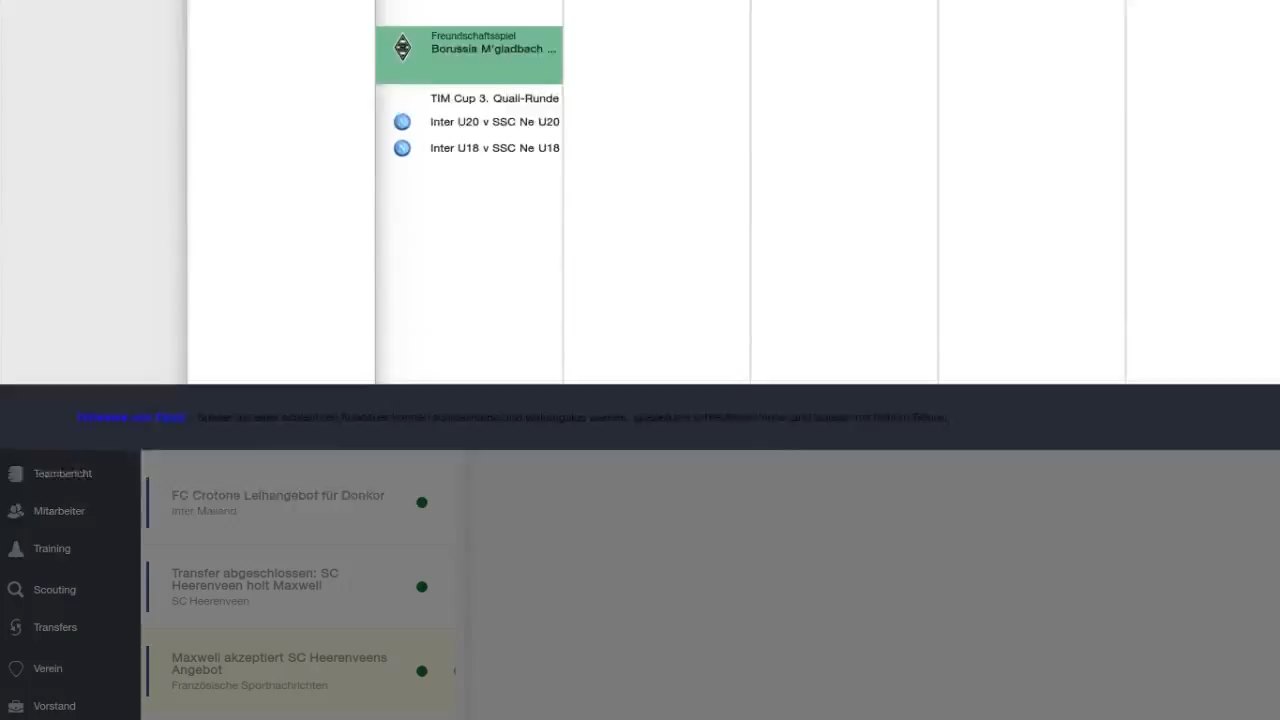 Freundschaftsspiel
Borussia M'gladbach ...
TIM Cup 3. Quali-Runde
Inter U20 v SSC Ne U20
Inter U18 v SSC Ne U18
Teambericht
FC Crotone Leihangebot für Donkor
Inter Mailand
Mitarbeiter
Training
Transfer abgeschlossen: SC
Heerenveen holt Maxwell
SC Heerenveen
Scouting
Transfers
Maxwell akzeptiert SC Heerenveens
Angebot
Französische Sportnachrichten
Verein
Vorstand